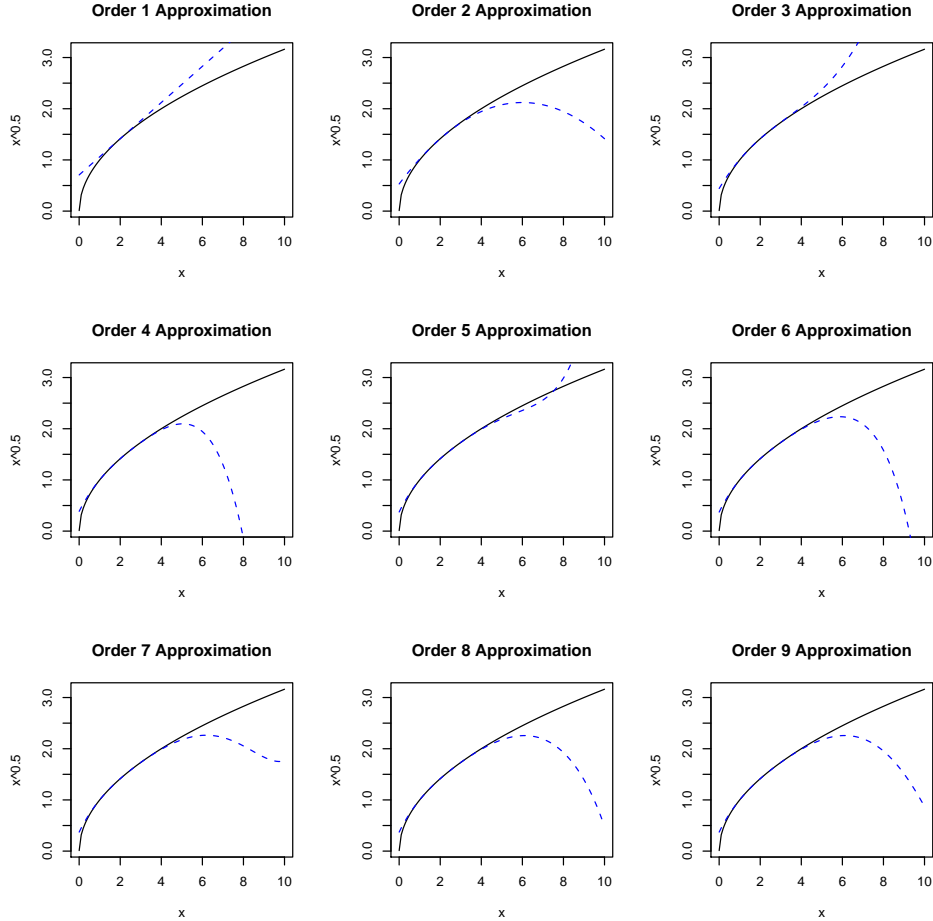 Order 1 Approximation
x^0.5
0.0 1.0 2.0 3.0
0 2 4 6 8 10
x
Order 2 Approximation
x^0.5
0.0 1.0 2.0 3.0
0 2 4 6 8 10
x
Order 3 Approximation
x^0.5
0.0 1.0 2.0 3.0
0 2 4 6 8 10
x
Order 4 Approximation
x^0.5
0.0 1.0 2.0 3.0
0 2 4 6 8 10
x
Order 5 Approximation
x^0.5
0.0 1.0 2.0 3.0
0 2 4 6 8 10
x
Order 6 Approximation
x^0.5
0.0 1.0 2.0 3.0
0 2 4 6 8 10
x
Order 7 Approximation
x^0.5
0.0 1.0 2.0 3.0
0 2 4 6 8 10
x
Order 8 Approximation
x^0.5
0.0 1.0 2.0 3.0
0 2 4 6 8 10
x
Order 9 Approximation
x^0.5
0.0 1.0 2.0 3.0
0 2 4 6 8 10
x